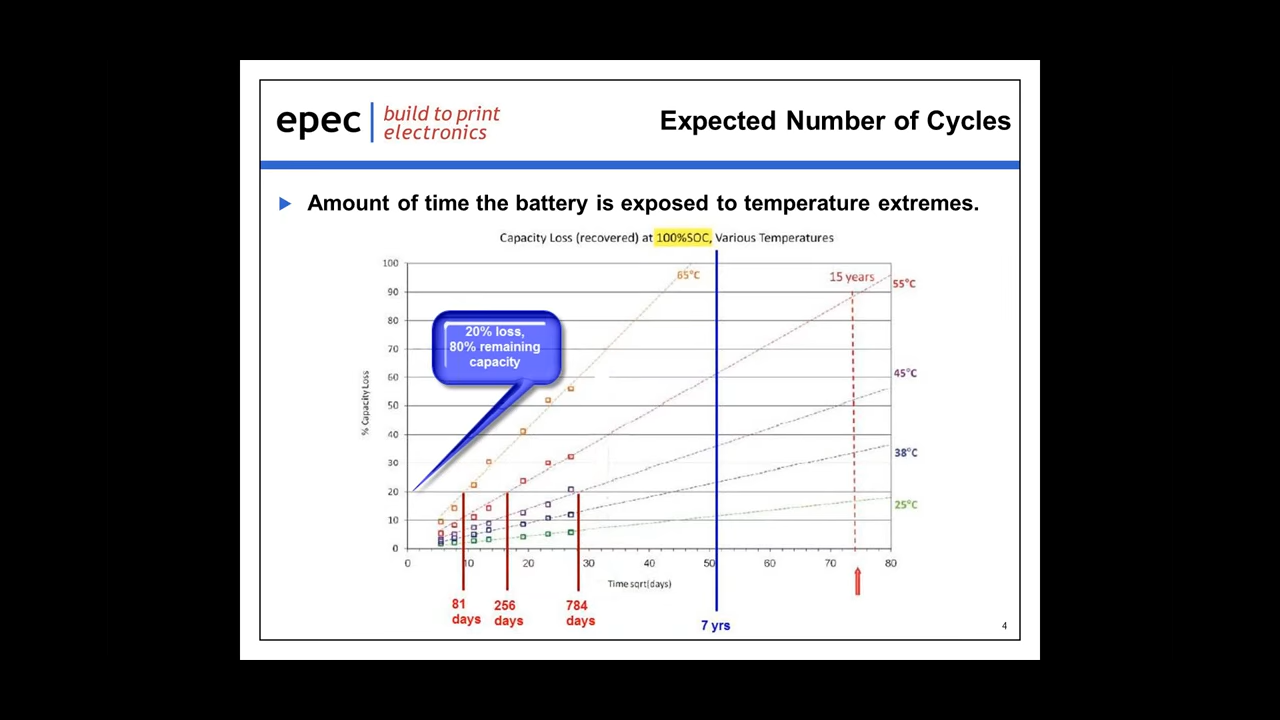 epec
build to print
electronics
Expected Number of Cycles
Amount of time the battery is exposed to temperature extremes.
Capacity Loss (recovered) at 100%SOC, Various Temperatures
100
90
80
70
60
50
40
30
20
10
0
% Capacity Loss
20% loss,
80% remaining
capacity
65°C
15 years
55°C
45°C
38°C
25°C
0
10
20
30
40
50
60
70
80
Time sqrt(days)
81
days
256
days
784
days
7 yrs
4